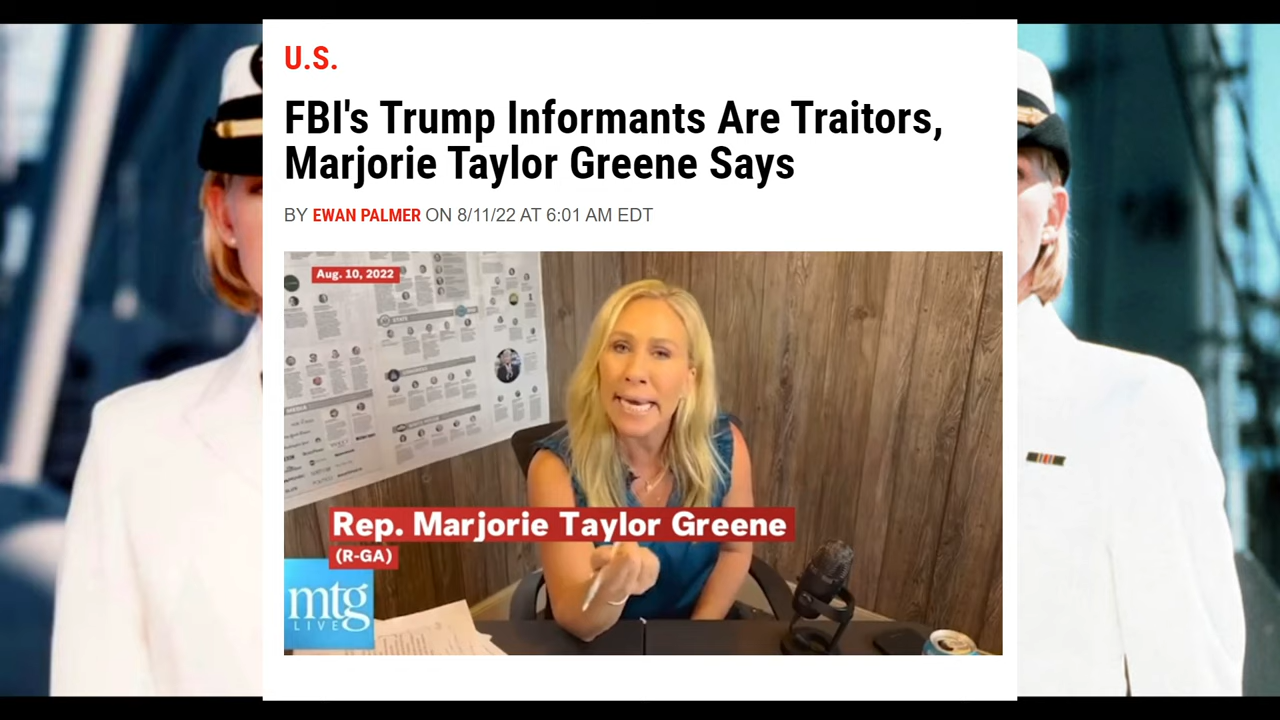 U.S.
FBI's Trump Informants Are Traitors,
Marjorie Taylor Greene Says
BY EWAN PALMER ON 8/11/22 AT 6:01 AM EDT
Aug. 10, 2022
Rep. Marjorie Taylor Greene
(R-GA)
mtg
LIVE